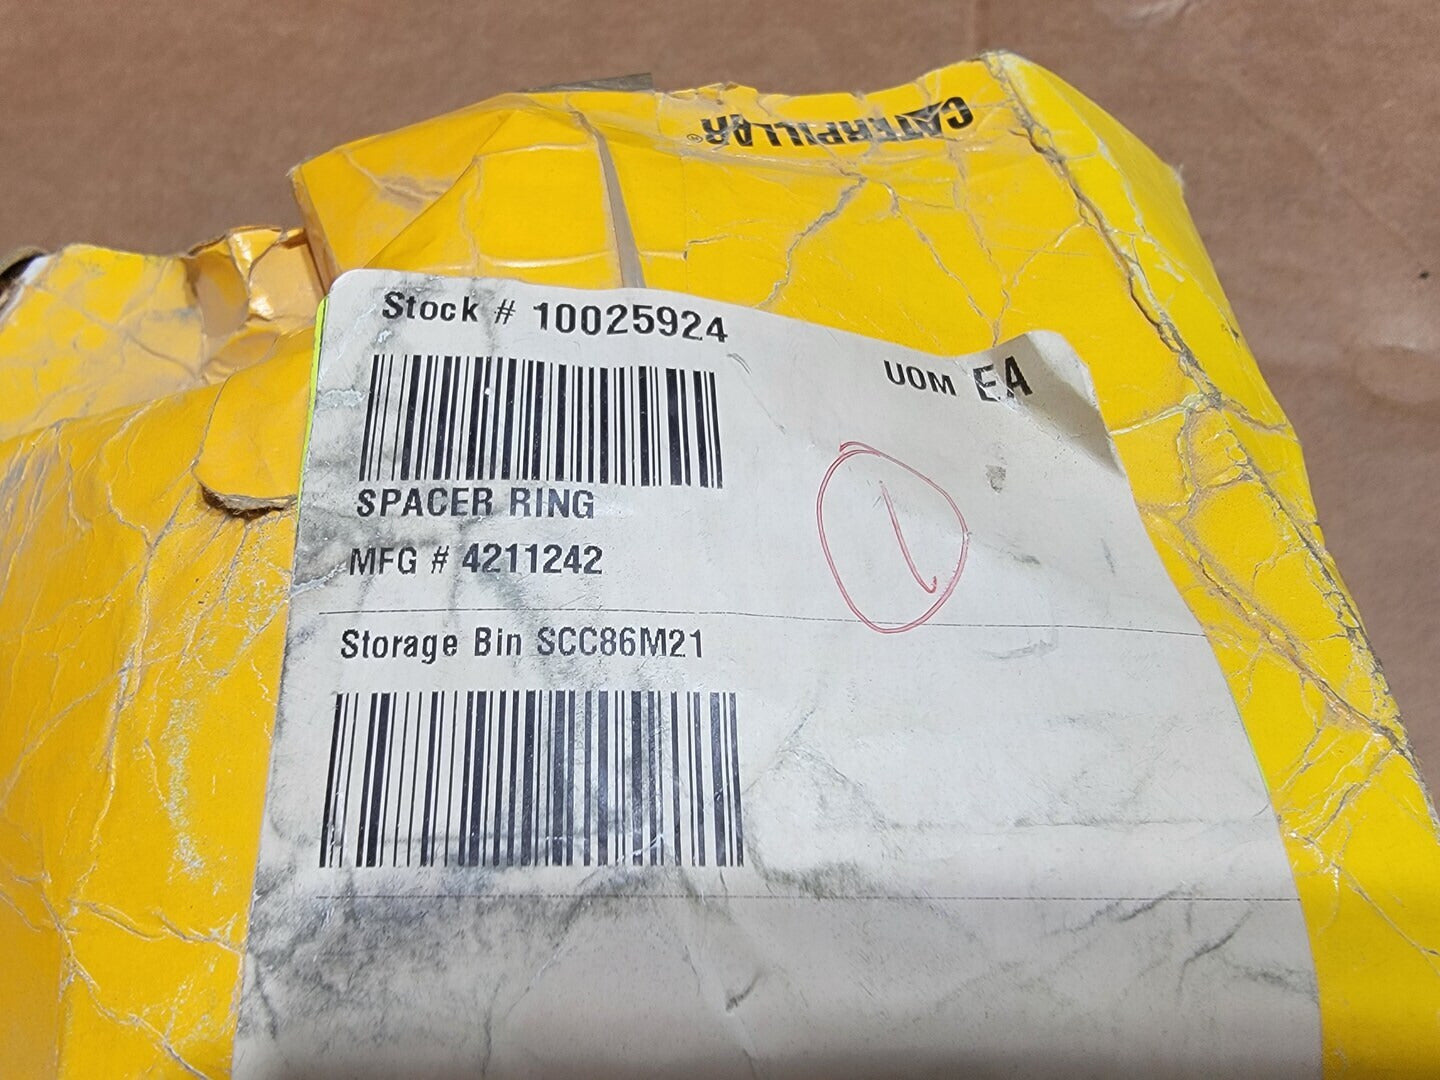 CATERPILLAR®
Stock # 10025924
UOM EA
SPACER RING
1
MFG # 4211242
Storage Bin SCC86M21